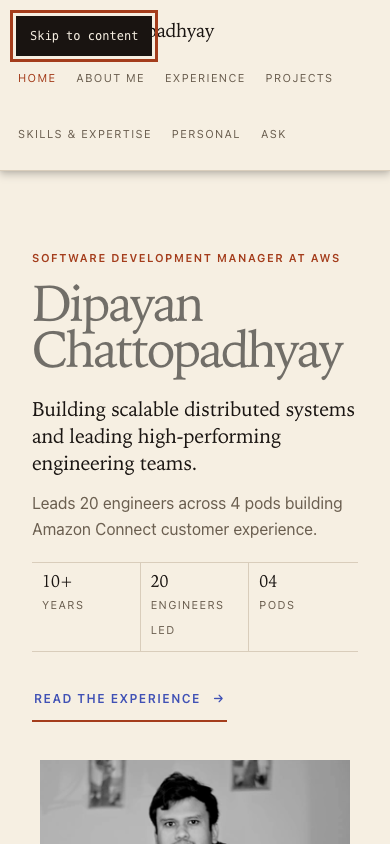 Skip to content
adhyay
HOME ABOUT ME EXPERIENCE PROJECTS
SKILLS & EXPERTISE PERSONAL ASK
SOFTWARE DEVELOPMENT MANAGER AT AWS
Dipayan
Chattopadhyay
Building scalable distributed systems
and leading high-performing
engineering teams.
Leads 20 engineers across 4 pods building
Amazon Connect customer experience.
10+ 20 04
YEARS ENGINEERS PODS
LED
READ THE EXPERIENCE →